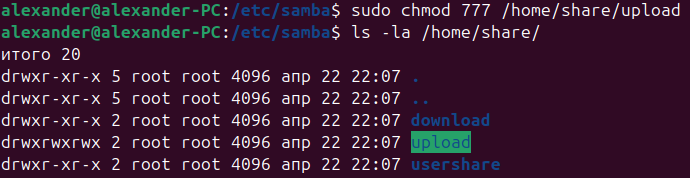 alexander@alexander-PC:/etc/samba$ sudo chmod 777 /home/share/upload
alexander@alexander-PC:/etc/samba$ ls -la /home/share/
итого 20
drwxr-xr-x 5 root root 4096 апр 22 22:07 .
drwxr-xr-x 5 root root 4096 апр 22 22:07 ..
drwxr-xr-x 2 root root 4096 апр 22 22:07 download
drwxrwxrwx 2 root root 4096 апр 22 22:07 upload
drwxr-xr-x 2 root root 4096 апр 22 22:07 usershare